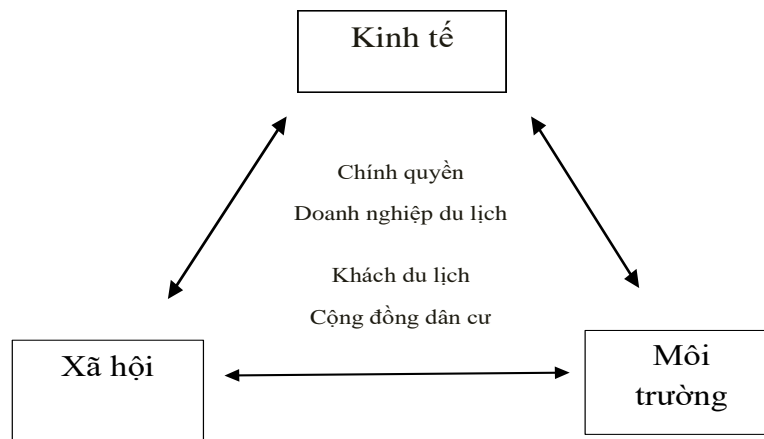 Kinh tế
Chính quyền
Doanh nghiệp du lịch
Khách du lịch
Cộng đồng dân cư
Xã hội
Môi
trường